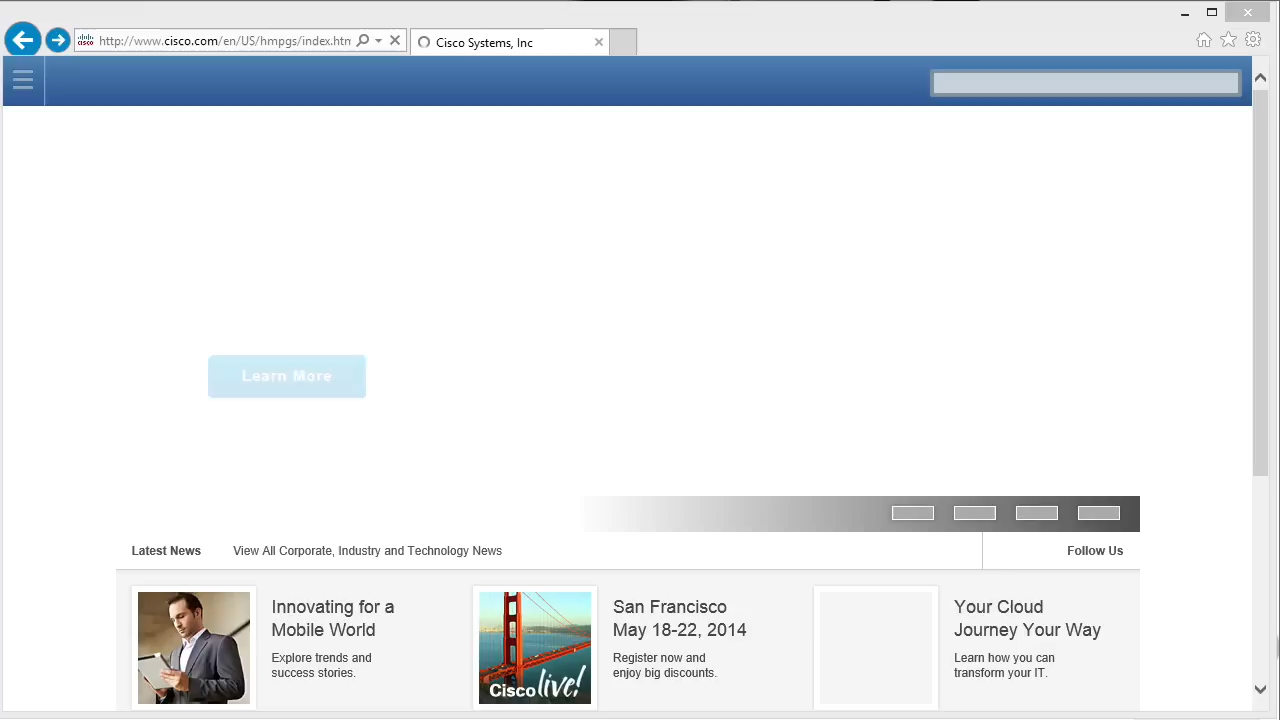 http://www.cisco.com/en/US/hmpgs/index.htm
Cisco Systems, Inc
Learn More
Latest News
View All Corporate, Industry and Technology News
Follow Us
Innovating for a
Mobile World
Explore trends and
success stories.
Cisco live!
San Francisco
May 18-22, 2014
Register now and
enjoy big discounts.
Your Cloud
Journey Your Way
Learn how you can
transform your IT.